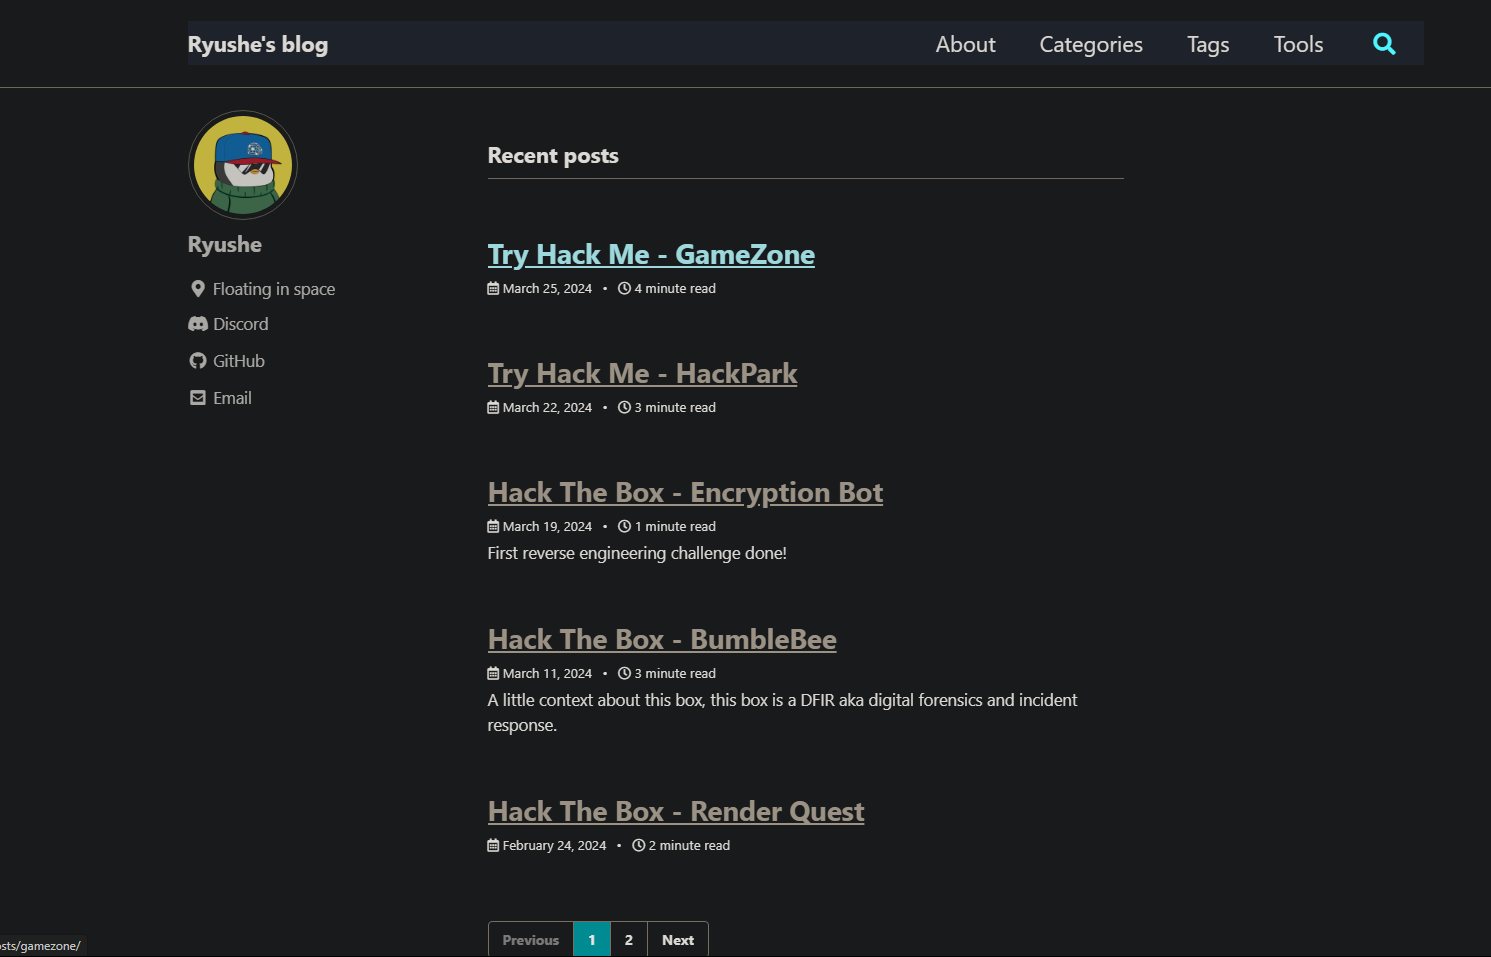 Ryushe's blog
About Categories Tags Tools
Ryushe
Floating in space
Discord
GitHub
Email
Recent posts
Try Hack Me - GameZone
March 25, 2024 • 4 minute read
Try Hack Me - HackPark
March 22, 2024 • 3 minute read
Hack The Box - Encryption Bot
March 19, 2024 • 1 minute read
First reverse engineering challenge done!
Hack The Box - BumbleBee
March 11, 2024 • 3 minute read
A little context about this box, this box is a DFIR aka digital forensics and incident
response.
Hack The Box - Render Quest
February 24, 2024 • 2 minute read
Previous 1 2 Next
osts/gamezone/